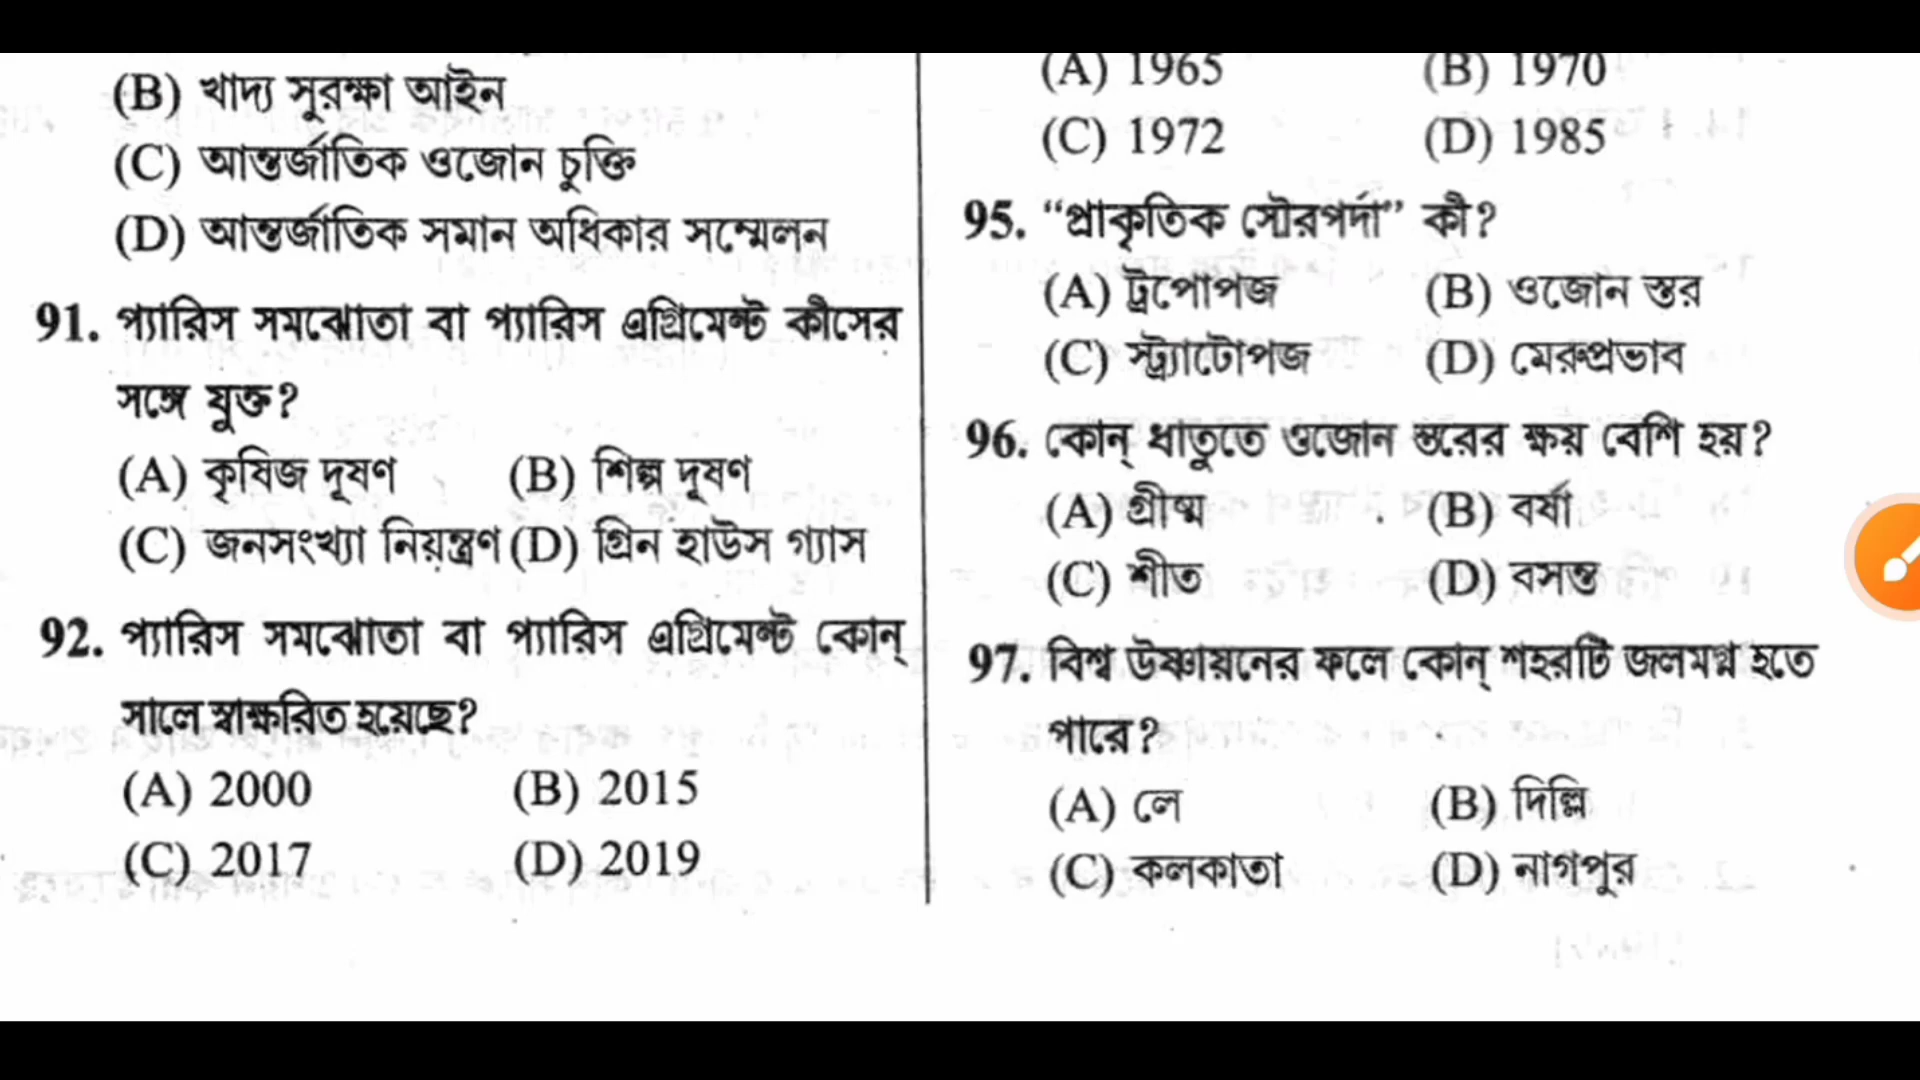 (B) খাদ্য সুরক্ষা আইন
(C) আন্তর্জাতিক ওজোন চুক্তি
(D) আন্তর্জাতিক সমান অধিকার সম্মেলন
91. প্যারিস সমঝোতা বা প্যারিস এগ্রিমেন্ট কীসের
সঙ্গে যুক্ত?
(A) কৃষিজ দূষণ (B) শিল্প দূষণ
(C) জনসংখ্যা নিয়ন্ত্রণ (D) গ্রিন হাউস গ্যাস
92. প্যারিস সমঝোতা বা প্যারিস এগ্রিমেন্ট কোন্
সালে স্বাক্ষরিত হয়েছে?
(A) 2000 (B) 2015
(C) 2017 (D) 2019
(A) 1965 (B) 1970
(C) 1972 (D) 1985
95. “প্রাকৃতিক সৌরপর্দা” কী?
(A) ট্রপোপজ (B) ওজোন স্তর
(C) স্ট্র্যাটোপজ (D) মেরুপ্রভাব
96. কোন্ ধাতুতে ওজোন স্তরের ক্ষয় বেশি হয়?
(A) গ্রীষ্ম (B) বর্ষা
(C) শীত (D) বসন্ত
97. বিশ্ব উষ্ণায়নের ফলে কোন্ শহরটি জলমগ্ন হতে
পারে?
(A) লে (B) দিল্লি
(C) কলকাতা (D) নাগপুর